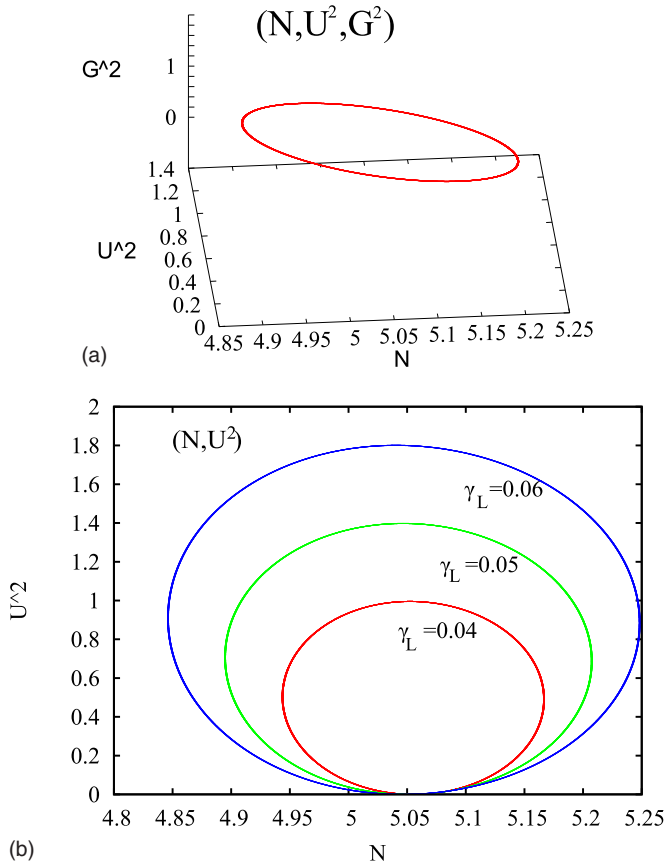 (N,U²,G²)
G^2
1
0
1.4
1.2
1
0.8
0.6
0.4
0.2
0
U^2
4.85 4.9 4.95 5 5.05 5.1 5.15 5.2 5.25
N
(a)
2
1.8
1.6
1.4
1.2
1
0.8
0.6
0.4
0.2
0
U^2
(N,U²)
γ_L=0.06
γ_L=0.05
γ_L=0.04
4.8 4.85 4.9 4.95 5 5.05 5.1 5.15 5.2 5.25
N
(b)